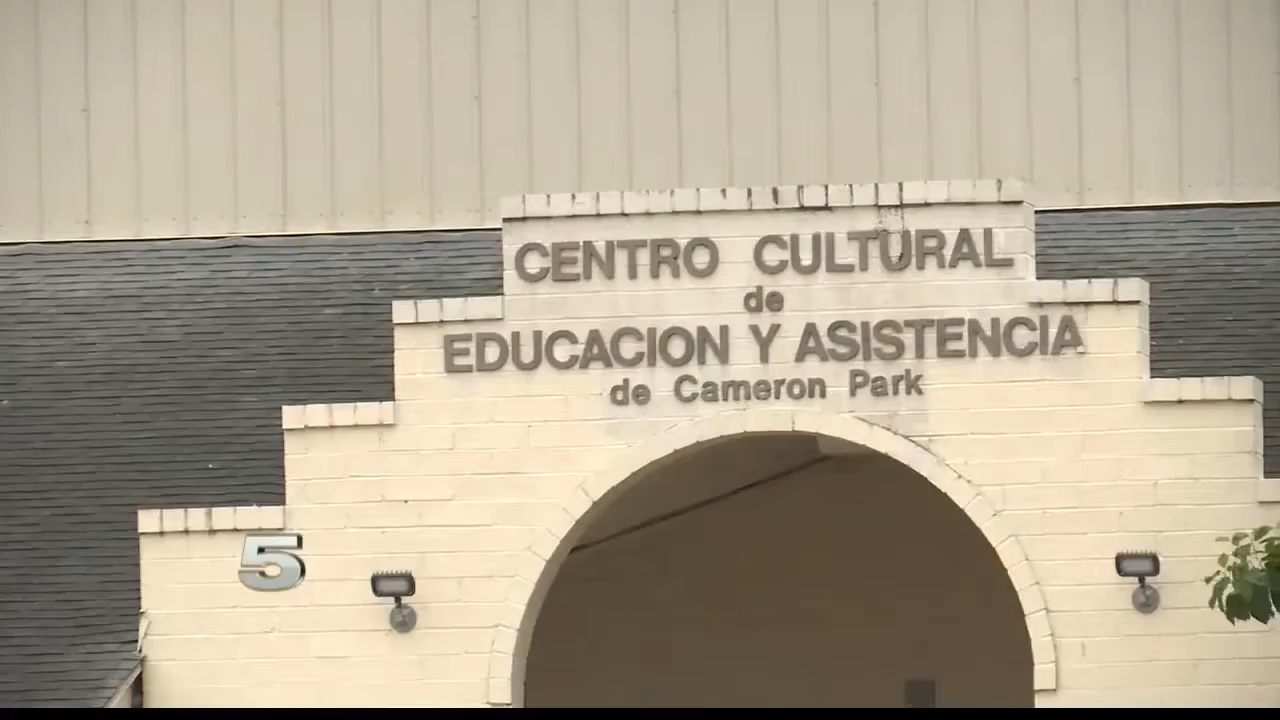 CENTRO CULTURAL
de
EDUCACION Y ASISTENCIA
de Cameron Park
5